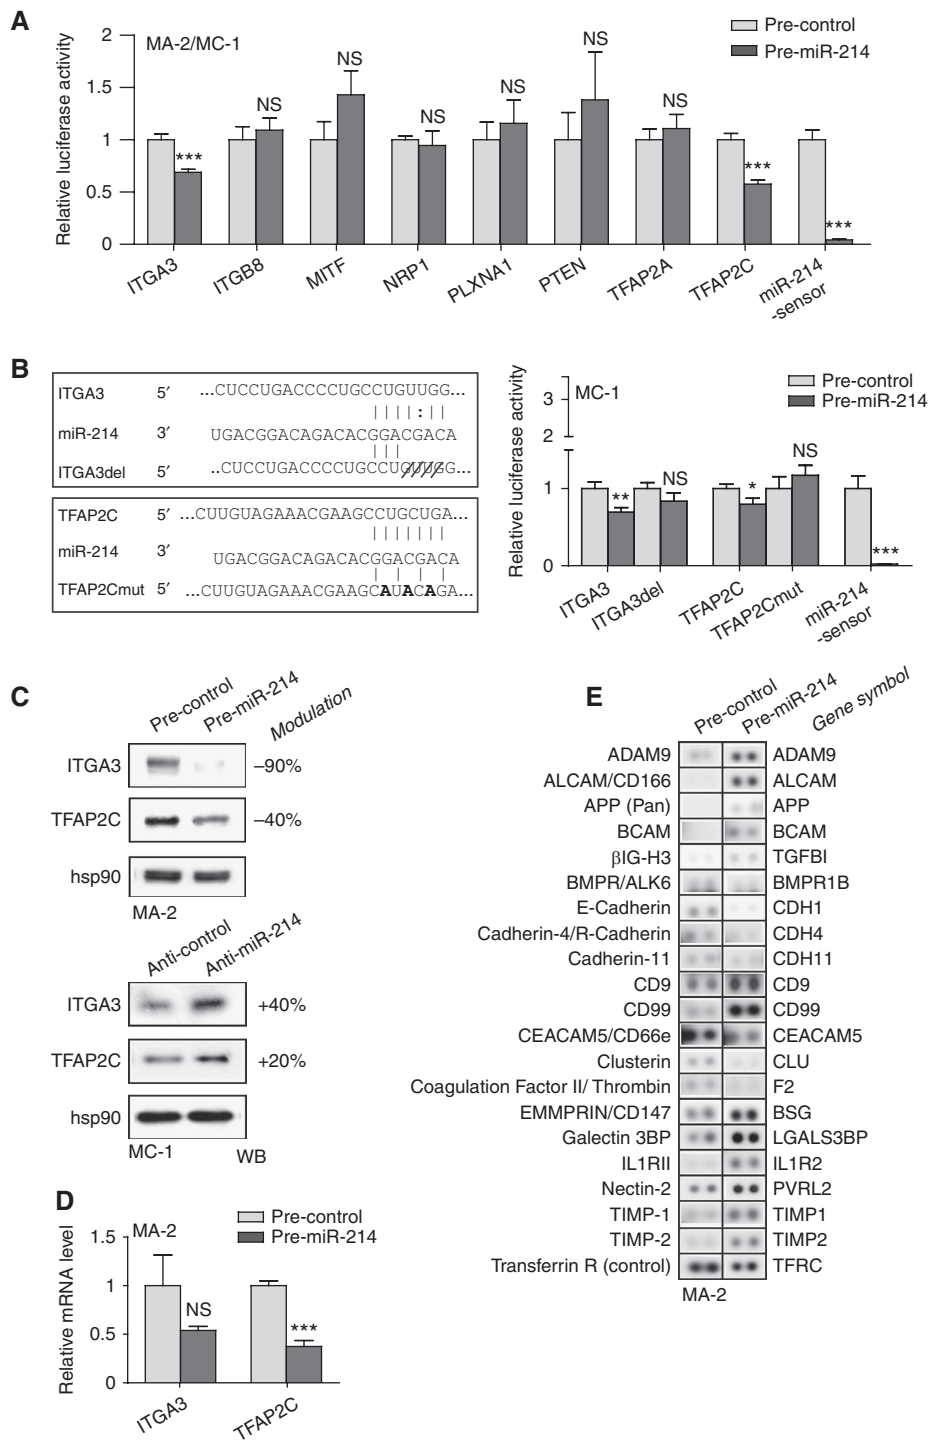 A
MA-2/MC-1
Pre-control
Pre-miR-214
Relative luciferase activity
2
1.5
1
0.5
0
***
NS
NS
NS
NS
NS
NS
***
***
ITGA3
ITGB8
MITF
NRP1
PLXNA1
PTEN
TFAP2A
TFAP2C
miR-214
-sensor
B
ITGA3 5′ ...CUCCUGACCCCUGCCUGUUGG...
||||:||
miR-214 3′ UGACGGACAGACACGGACGACA
|||
ITGA3del 5′ ...CUCCUGACCCCUGCCUGUUGG...
TFAP2C 5′ ...CUUGUAGAAACGAAGCCUGCUGA...
|||||||
miR-214 3′ UGACGGACAGACACGGACGACA
| | | |
TFAP2Cmut 5′ ...CUUGUAGAAACGAAGCAUACAGA...
MC-1
Pre-control
Pre-miR-214
Relative luciferase activity
3
2
1
0
**
NS
*
NS
***
ITGA3
ITGA3del
TFAP2C
TFAP2Cmut
miR-214
-sensor
C
Pre-control
Pre-miR-214
Modulation
ITGA3 –90%
TFAP2C –40%
hsp90
MA-2
Anti-control
Anti-miR-214
ITGA3 +40%
TFAP2C +20%
hsp90
MC-1 WB
D
MA-2
Pre-control
Pre-miR-214
Relative mRNA level
1.5
1
0.5
0
NS
***
ITGA3
TFAP2C
E
Pre-control
Pre-miR-214
Gene symbol
ADAM9 ADAM9
ALCAM/CD166 ALCAM
APP (Pan) APP
BCAM BCAM
βIG-H3 TGFBI
BMPR/ALK6 BMPR1B
E-Cadherin CDH1
Cadherin-4/R-Cadherin CDH4
Cadherin-11 CDH11
CD9 CD9
CD99 CD99
CEACAM5/CD66e CEACAM5
Clusterin CLU
Coagulation Factor II/ Thrombin F2
EMMPRIN/CD147 BSG
Galectin 3BP LGALS3BP
IL1RII IL1R2
Nectin-2 PVRL2
TIMP-1 TIMP1
TIMP-2 TIMP2
Transferrin R (control) TFRC
MA-2